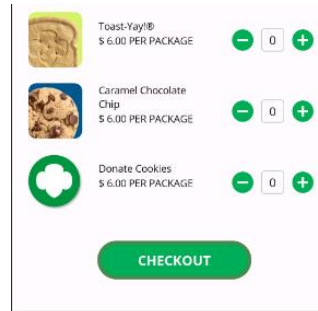 Toast-Yay!®
$ 6.00 PER PACKAGE
0
Caramel Chocolate
Chip
$ 6.00 PER PACKAGE
0
Donate Cookies
$ 6.00 PER PACKAGE
0
CHECKOUT